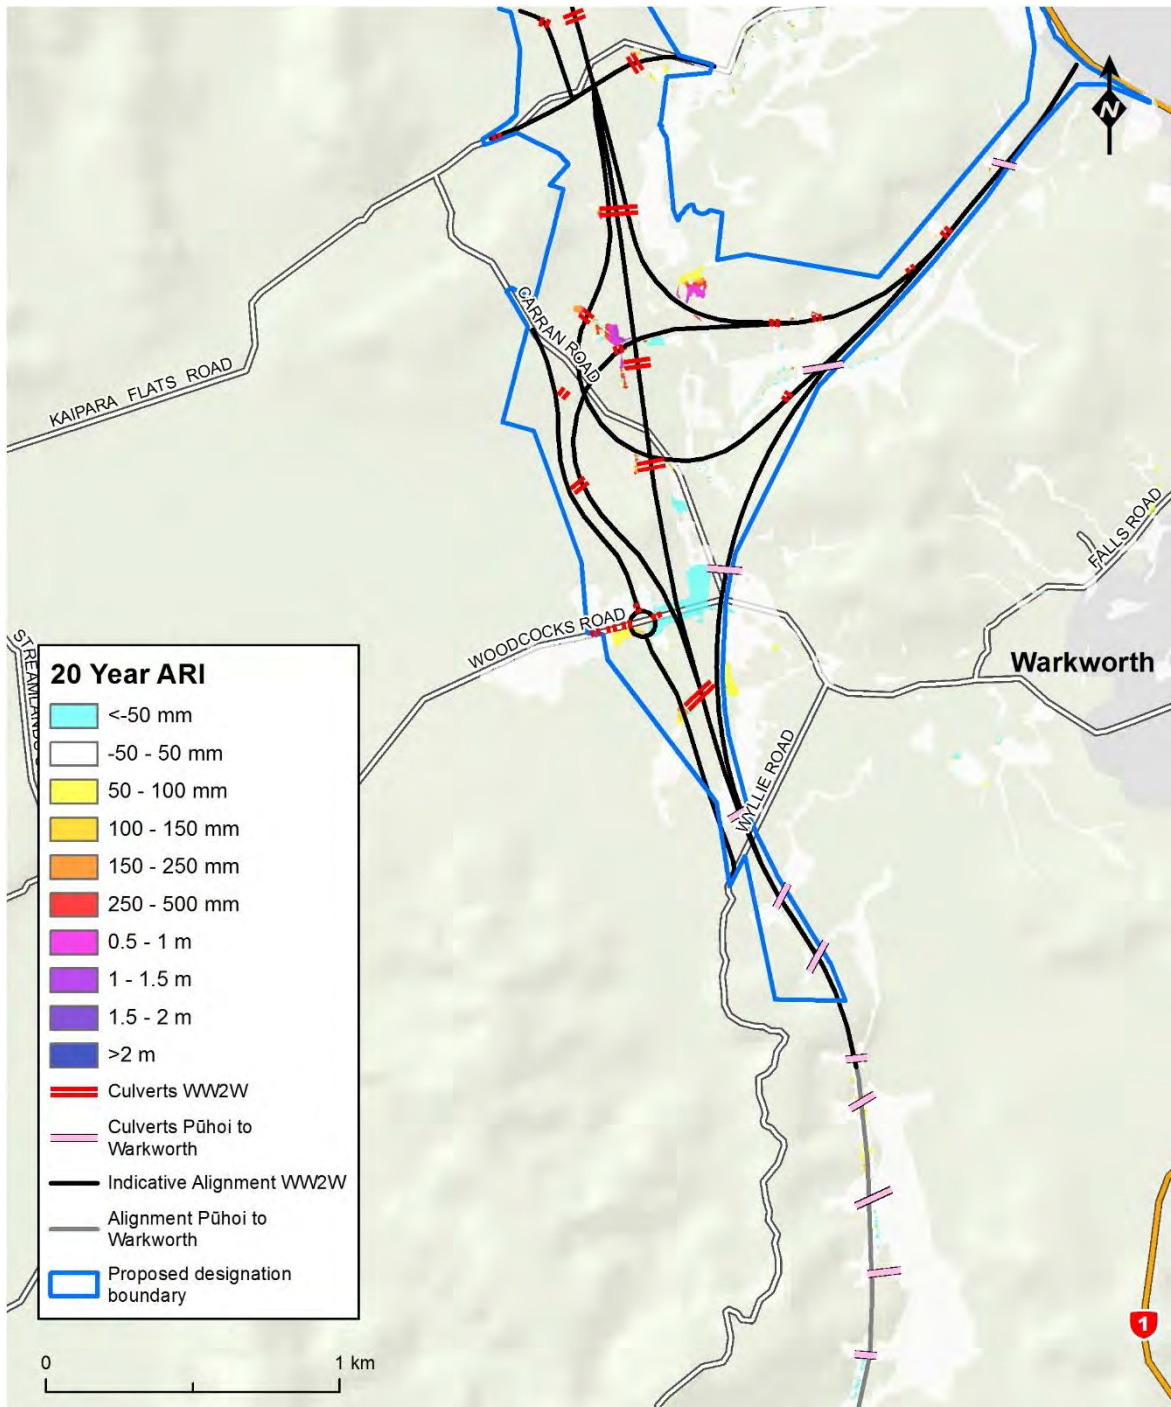 N
CARRAN ROAD
KAIPARA FLATS ROAD
FALLS ROAD
WOODCOCKS ROAD
Warkworth
WYLLIE ROAD
STREAMLANDS
20 Year ARI
<-50 mm
-50 - 50 mm
50 - 100 mm
100 - 150 mm
150 - 250 mm
250 - 500 mm
0.5 - 1 m
1 - 1.5 m
1.5 - 2 m
>2 m
Culverts WW2W
Culverts Pūhoi to
Warkworth
Indicative Alignment WW2W
Alignment Pūhoi to
Warkworth
Proposed designation
boundary
1
0 1 km